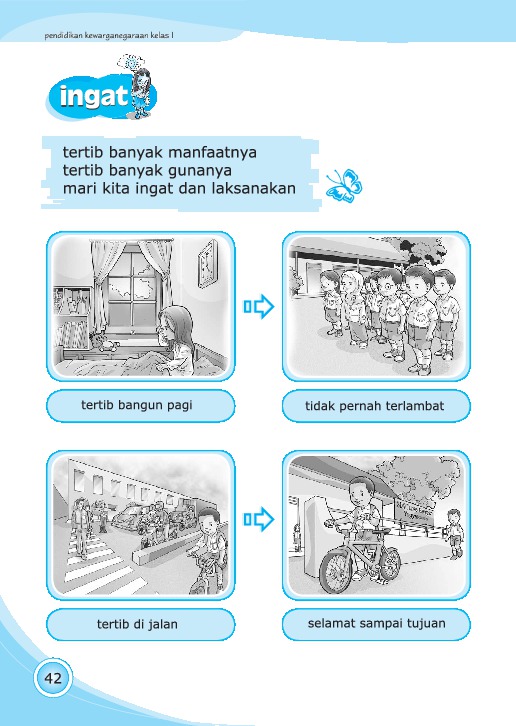 pendidikan kewarganegaraan kelas I
ingat
tertib banyak manfaatnya
tertib banyak gunanya
mari kita ingat dan laksanakan
tertib bangun pagi
tidak pernah terlambat
tertib di jalan
selamat sampai tujuan
42